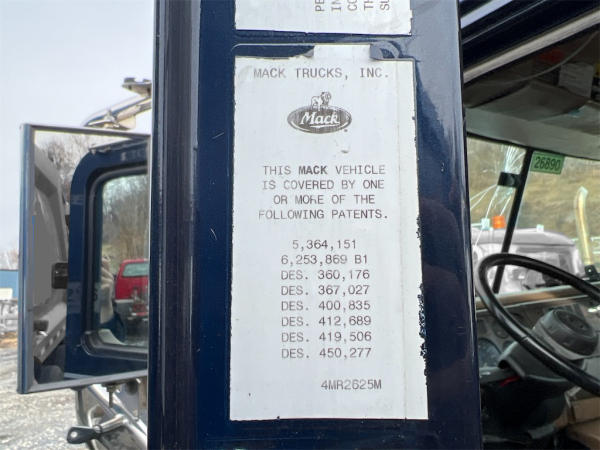 MACK TRUCKS, INC.
Mack
THIS MACK VEHICLE
IS COVERED BY ONE
OR MORE OF THE
FOLLOWING PATENTS.
5,364,151
6,253,869 B1
DES. 360,176
DES. 367,027
DES. 400,835
DES. 412,689
DES. 419,506
DES. 450,277
4MR2625M
26890